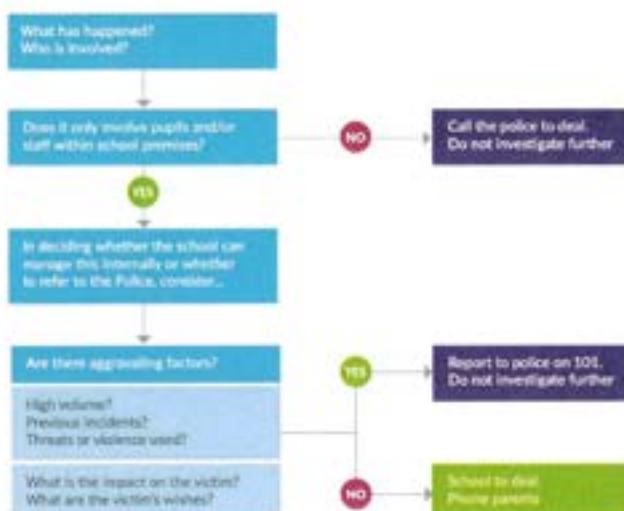 What has happened?
Who is involved?
Does it only involve pupils and/or
staff within school premises?
NO
Call the police to deal.
Do not investigate further
YES
In deciding whether the school can
manage this internally or whether
to refer to the Police, consider...
Are there aggravating factors?
YES
Report to police on 101.
Do not investigate further
High volume?
Previous incidents?
Threats or violence used?
What is the impact on the victim?
What are the victim's wishes?
NO
School to deal
Phone parents